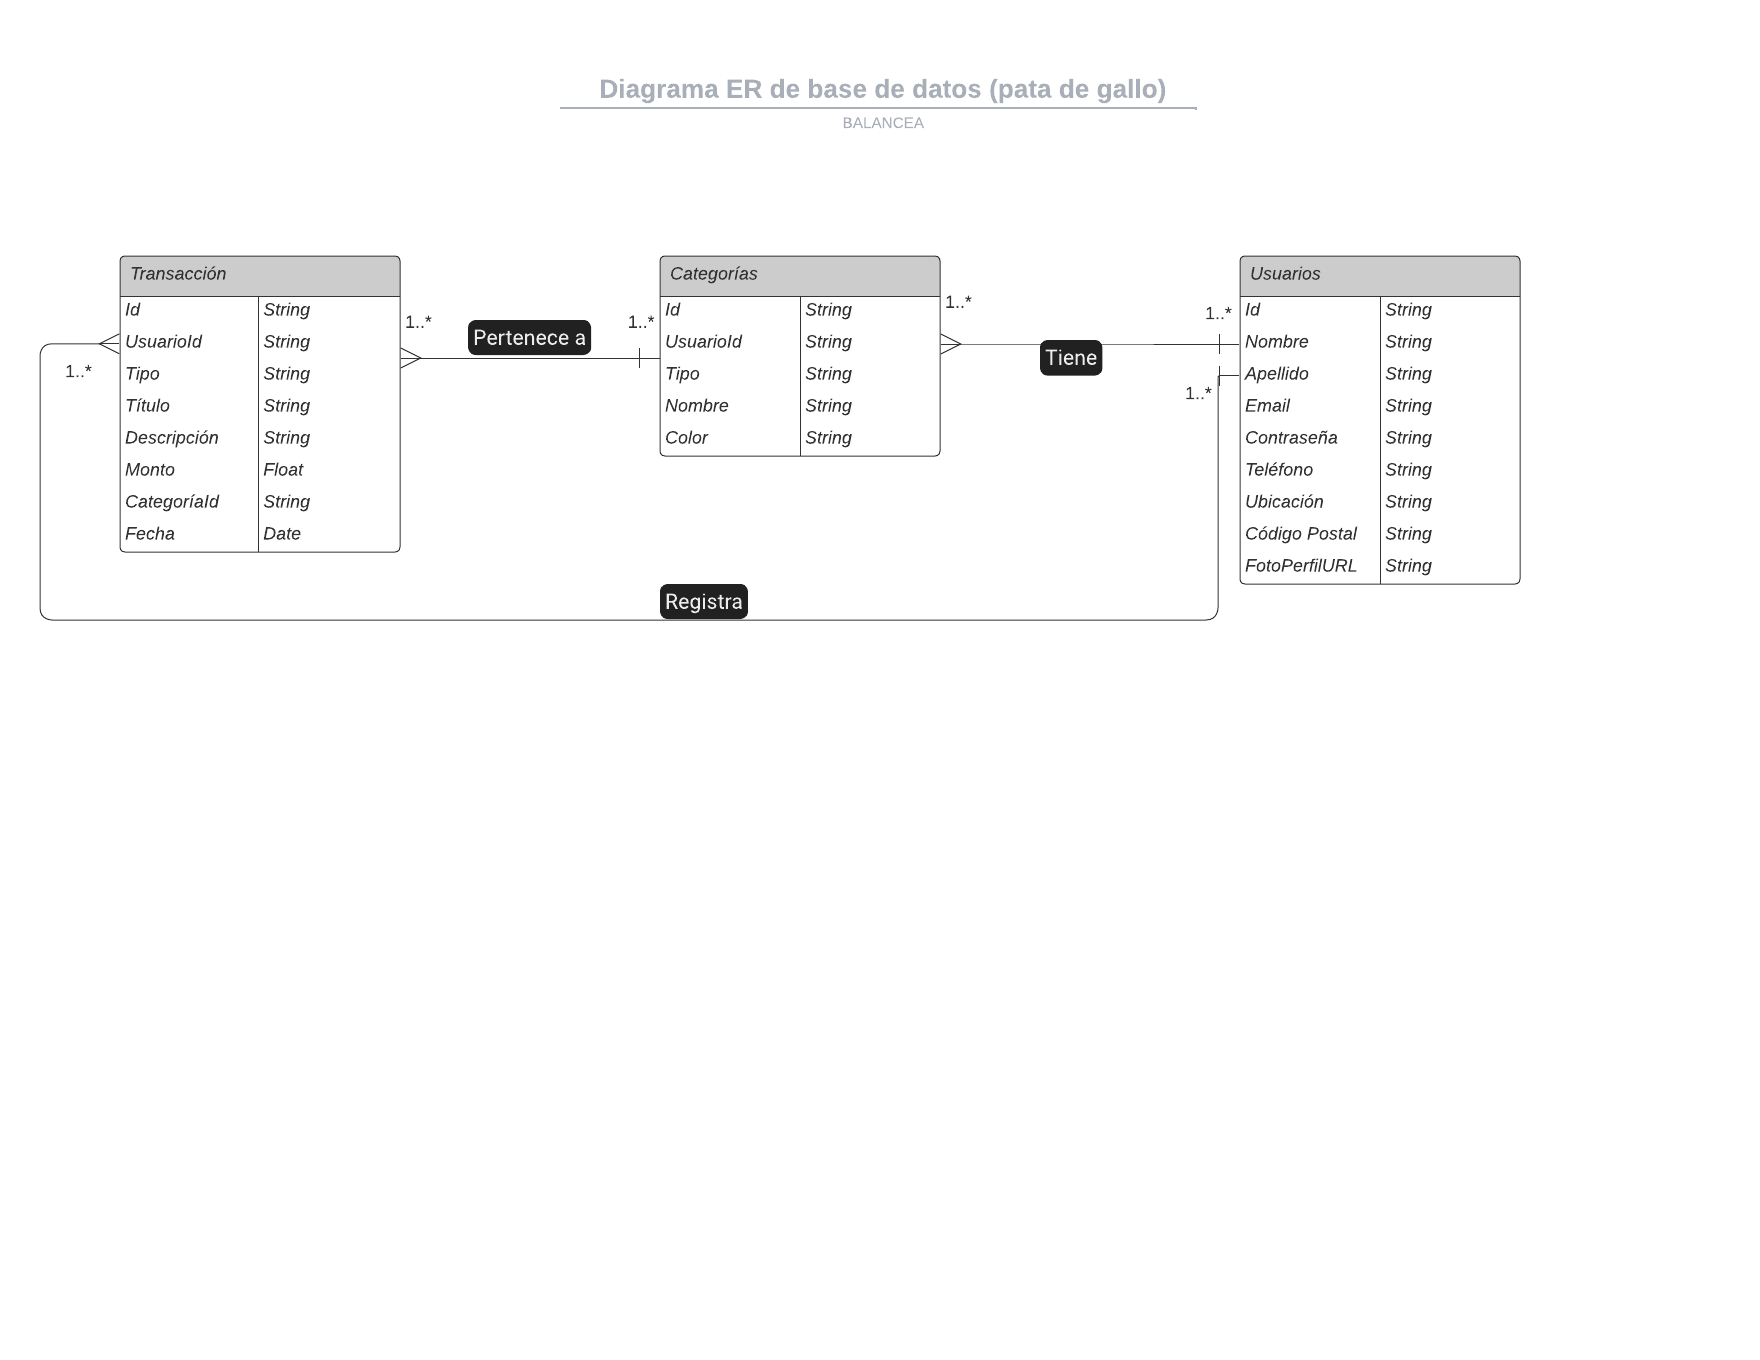 Diagrama ER de base de datos (pata de gallo)
BALANCEA
Transacción
Id String
UsuarioId String
Tipo String
Título String
Descripción String
Monto Float
CategoríaId String
Fecha Date
1..*
1..*
Pertenece a
1..*
Categorías
Id String
UsuarioId String
Tipo String
Nombre String
Color String
1..*
Tiene
1..*
1..*
Usuarios
Id String
Nombre String
Apellido String
Email String
Contraseña String
Teléfono String
Ubicación String
Código Postal String
FotoPerfilURL String
Registra